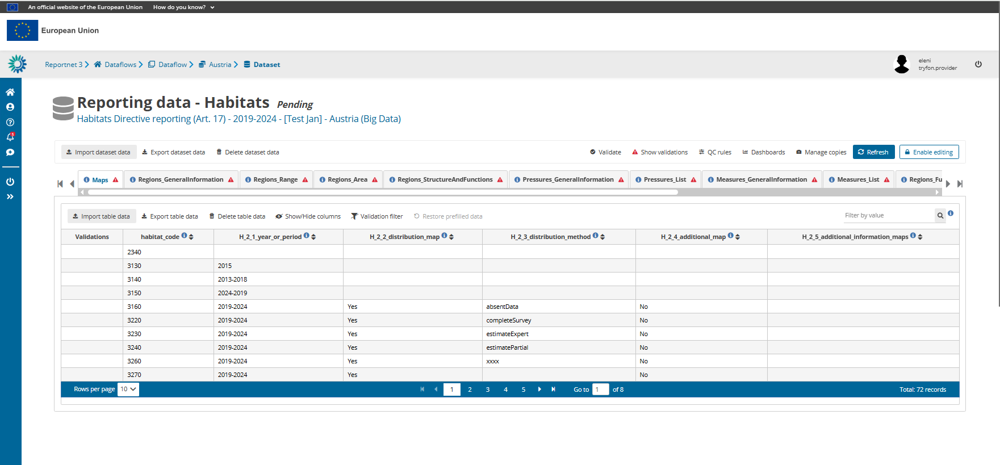 An official website of the European Union How do you know?
European Union
Reportnet 3 Dataflows Dataflow Austria Dataset
eleni
tryfon.provider
5
Reporting data - Habitats Pending
Habitats Directive reporting (Art. 17) - 2019-2024 - [Test Jan] - Austria (Big Data)
Import dataset data Export dataset data Delete dataset data Validate Show validations QC rules Dashboards Manage copies Refresh Enable editing
Maps Regions_GeneralInformation Regions_Range Regions_Area Regions_StructureAndFunctions Pressures_GeneralInformation Pressures_List Measures_GeneralInformation Measures_List Regions_Fu
Import table data Export table data Delete table data Show/Hide columns Validation filter Restore prefilled data Filter by value
Validations habitat_code H_2_1_year_or_period H_2_2_distribution_map H_2_3_distribution_method H_2_4_additional_map H_2_5_additional_information_maps
2340
3130 2015
3140 2013-2018
3150 2024-2019
3160 2019-2024 Yes absentData No
3220 2019-2024 Yes completeSurvey No
3230 2019-2024 Yes estimateExpert No
3240 2019-2024 Yes estimatePartial No
3260 2019-2024 Yes xxxx No
3270 2019-2024 Yes No
Rows per page 10 1 2 3 4 5 Go to 1 of 8 Total: 72 records